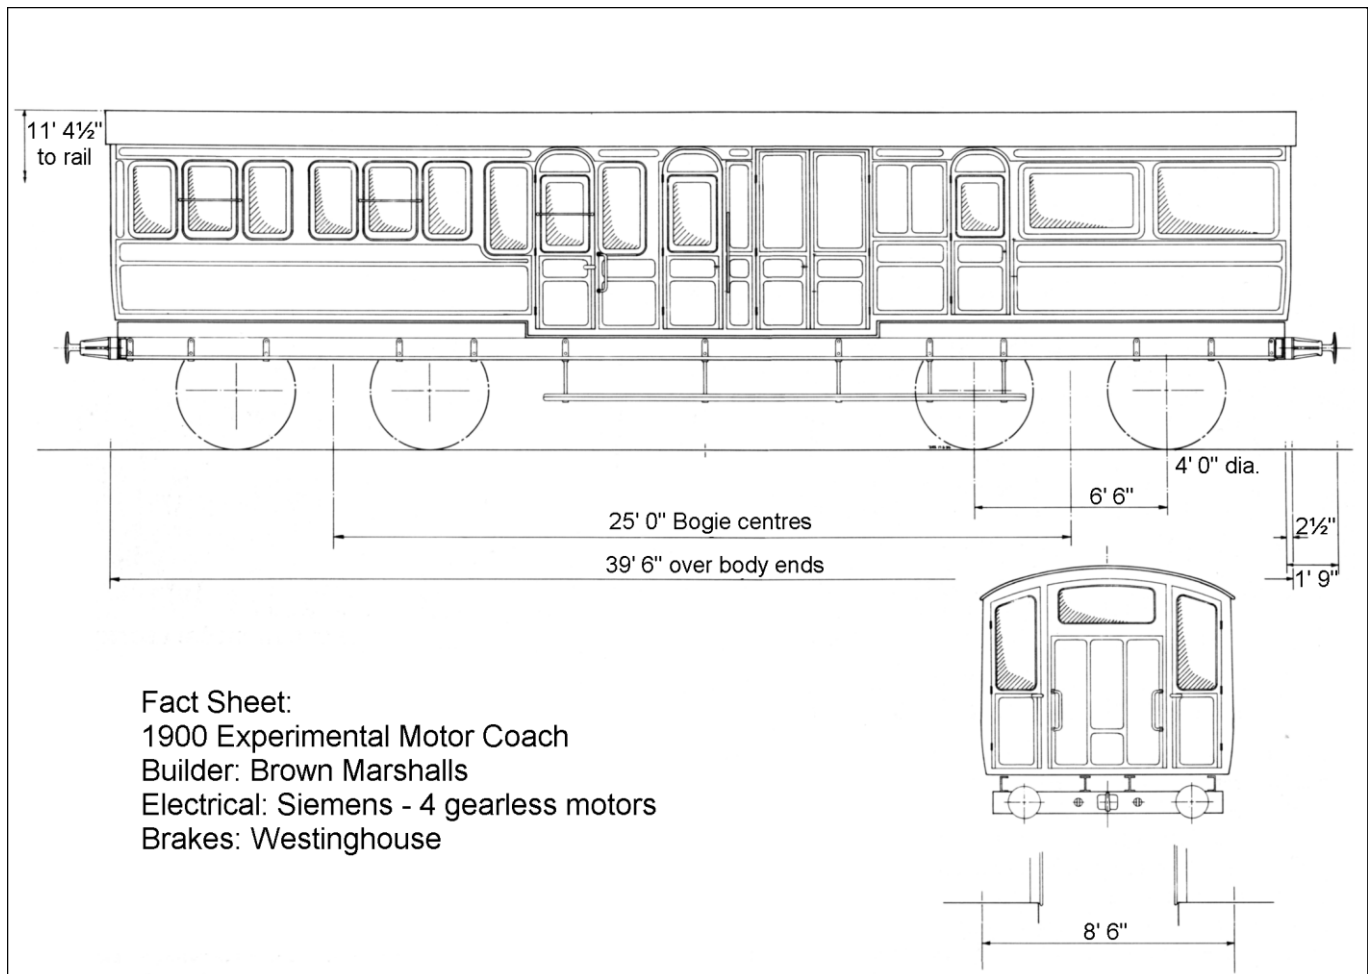 11' 4½"
to rail
4' 0" dia.
6' 6"
25' 0" Bogie centres
2½"
39' 6" over body ends
1' 9"
Fact Sheet:
1900 Experimental Motor Coach
Builder: Brown Marshalls
Electrical: Siemens - 4 gearless motors
Brakes: Westinghouse
8' 6"